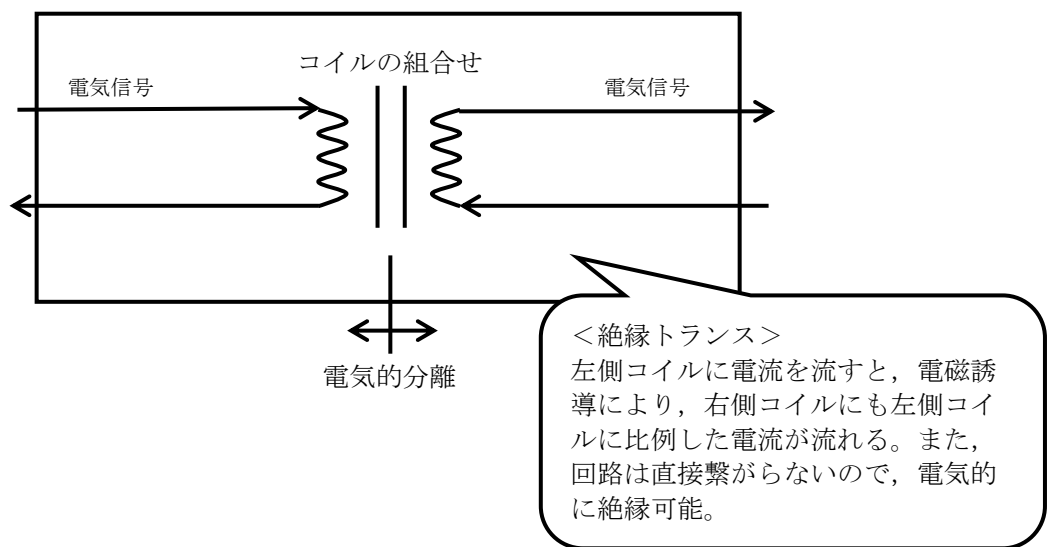 コイルの組合せ
電気信号
電気信号
電気的分離
＜絶縁トランス＞
左側コイルに電流を流すと，電磁誘
導により，右側コイルにも左側コイ
ルに比例した電流が流れる。また，
回路は直接繋がらないので，電気的
に絶縁可能。